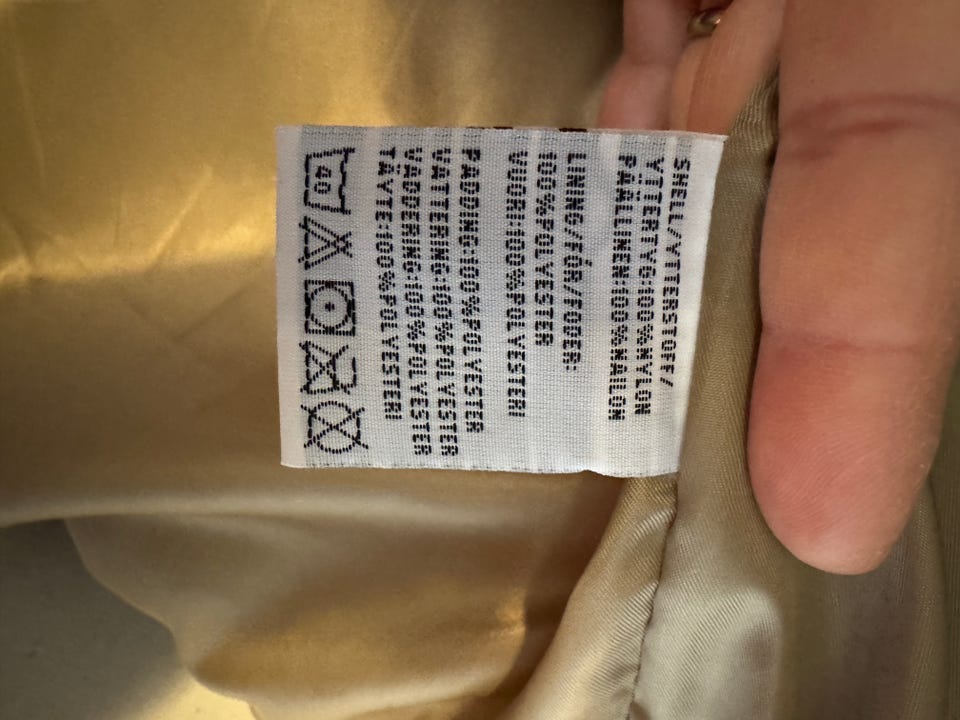 SHELL/YTTERSTOFF/
YTTERTYG:100%NYLON
PÄÄLLINEN:100%NAILON
LINING/FÓR/FODER:
100%POLYESTER
VUORI:100%POLYESTERI
PADDING:100%POLYESTER
VATTERING:100%POLYESTER
VADDERING:100%POLYESTER
TÄYTE:100%POLYESTERI
40